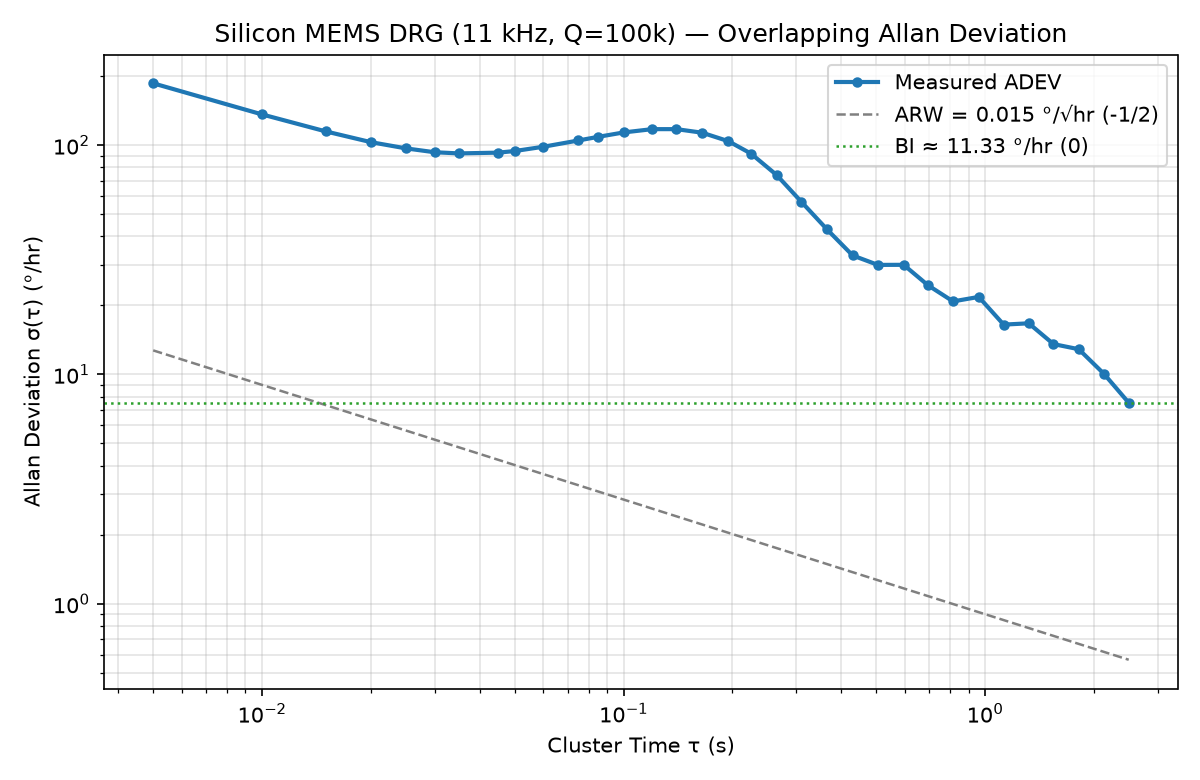 Silicon MEMS DRG (11 kHz, Q=100k) — Overlapping Allan Deviation
Measured ADEV
ARW = 0.015 °/√hr (-1/2)
BI ≈ 11.33 °/hr (0)
Allan Deviation σ(τ) (°/hr)
10²
10¹
10⁰
10⁻²
10⁻¹
10⁰
Cluster Time τ (s)